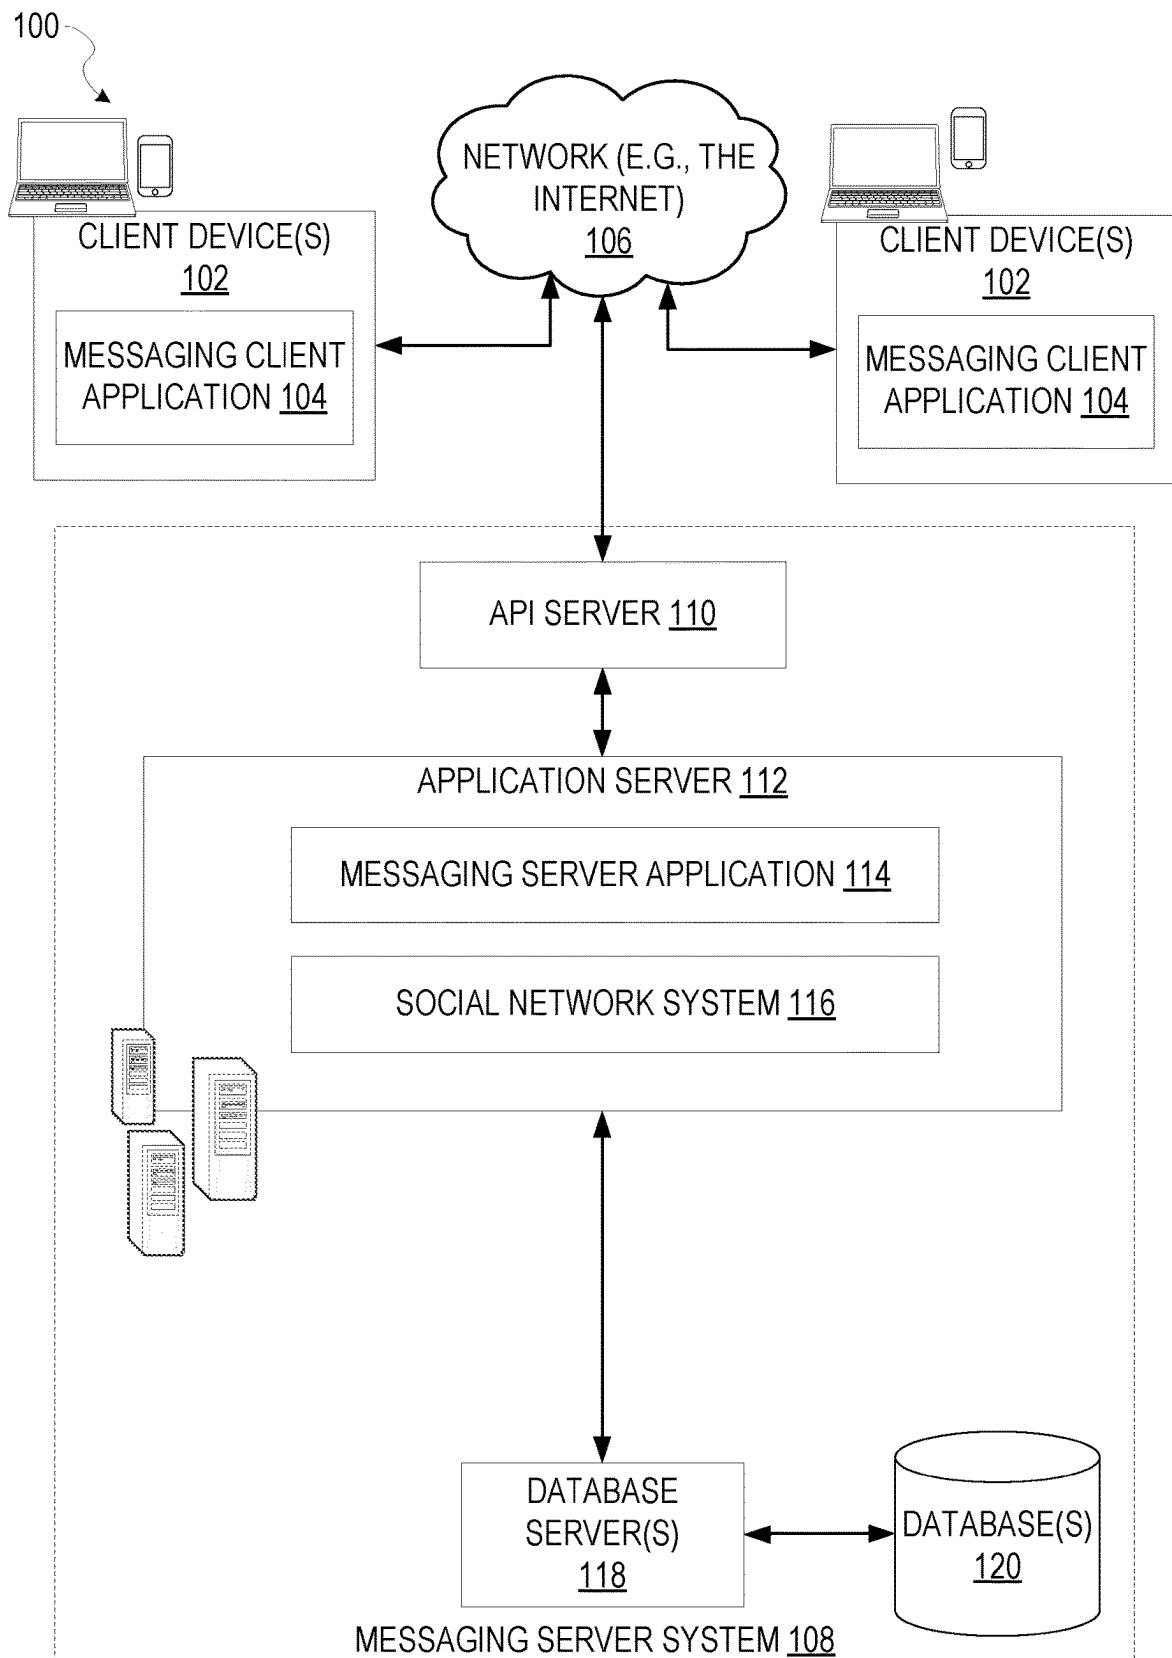 100
NETWORK (E.G., THE
INTERNET)
106
CLIENT DEVICE(S)
102
MESSAGING CLIENT
APPLICATION 104
CLIENT DEVICE(S)
102
MESSAGING CLIENT
APPLICATION 104
API SERVER 110
APPLICATION SERVER 112
MESSAGING SERVER APPLICATION 114
SOCIAL NETWORK SYSTEM 116
DATABASE
SERVER(S)
118
DATABASE(S)
120
MESSAGING SERVER SYSTEM 108